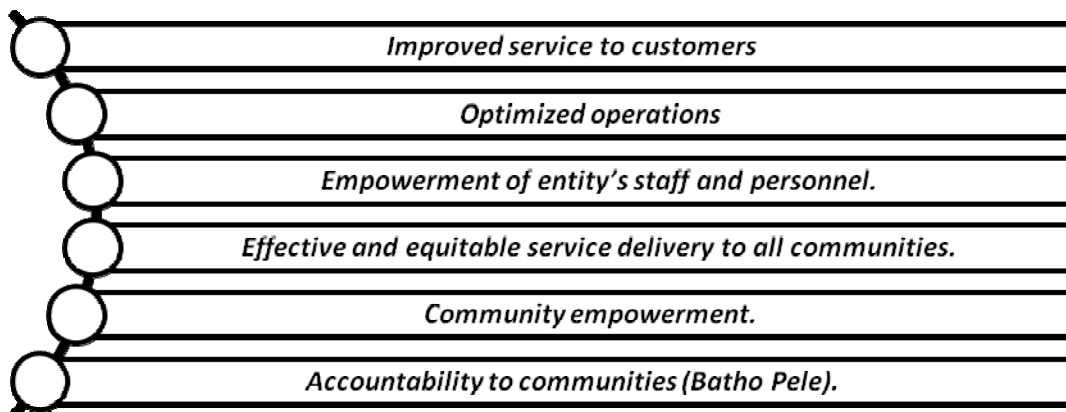 Improved service to customers
Optimized operations
Empowerment of entity’s staff and personnel.
Effective and equitable service delivery to all communities.
Community empowerment.
Accountability to communities (Batho Pele).